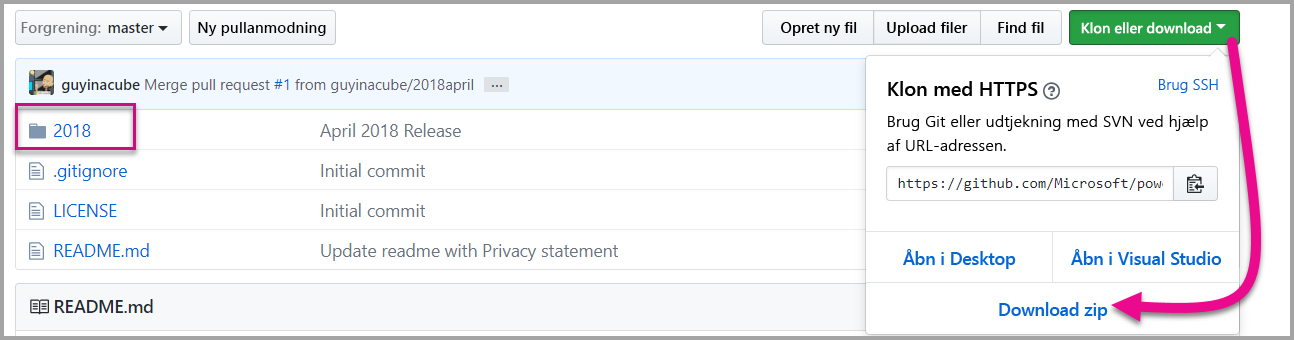 Forgrening: master
Ny pullanmodning
Opret ny fil
Upload filer
Find fil
Klon eller download
guyinacube Merge pull request #1 from guyinacube/2018april ...
2018
April 2018 Release
.gitignore
Initial commit
LICENSE
Initial commit
README.md
Update readme with Privacy statement
README.md
Klon med HTTPS ?
Brug SSH
Brug Git eller udtjekning med SVN ved hjælp
af URL-adressen.
https://github.com/Microsoft/pow
Åbn i Desktop
Åbn i Visual Studio
Download zip